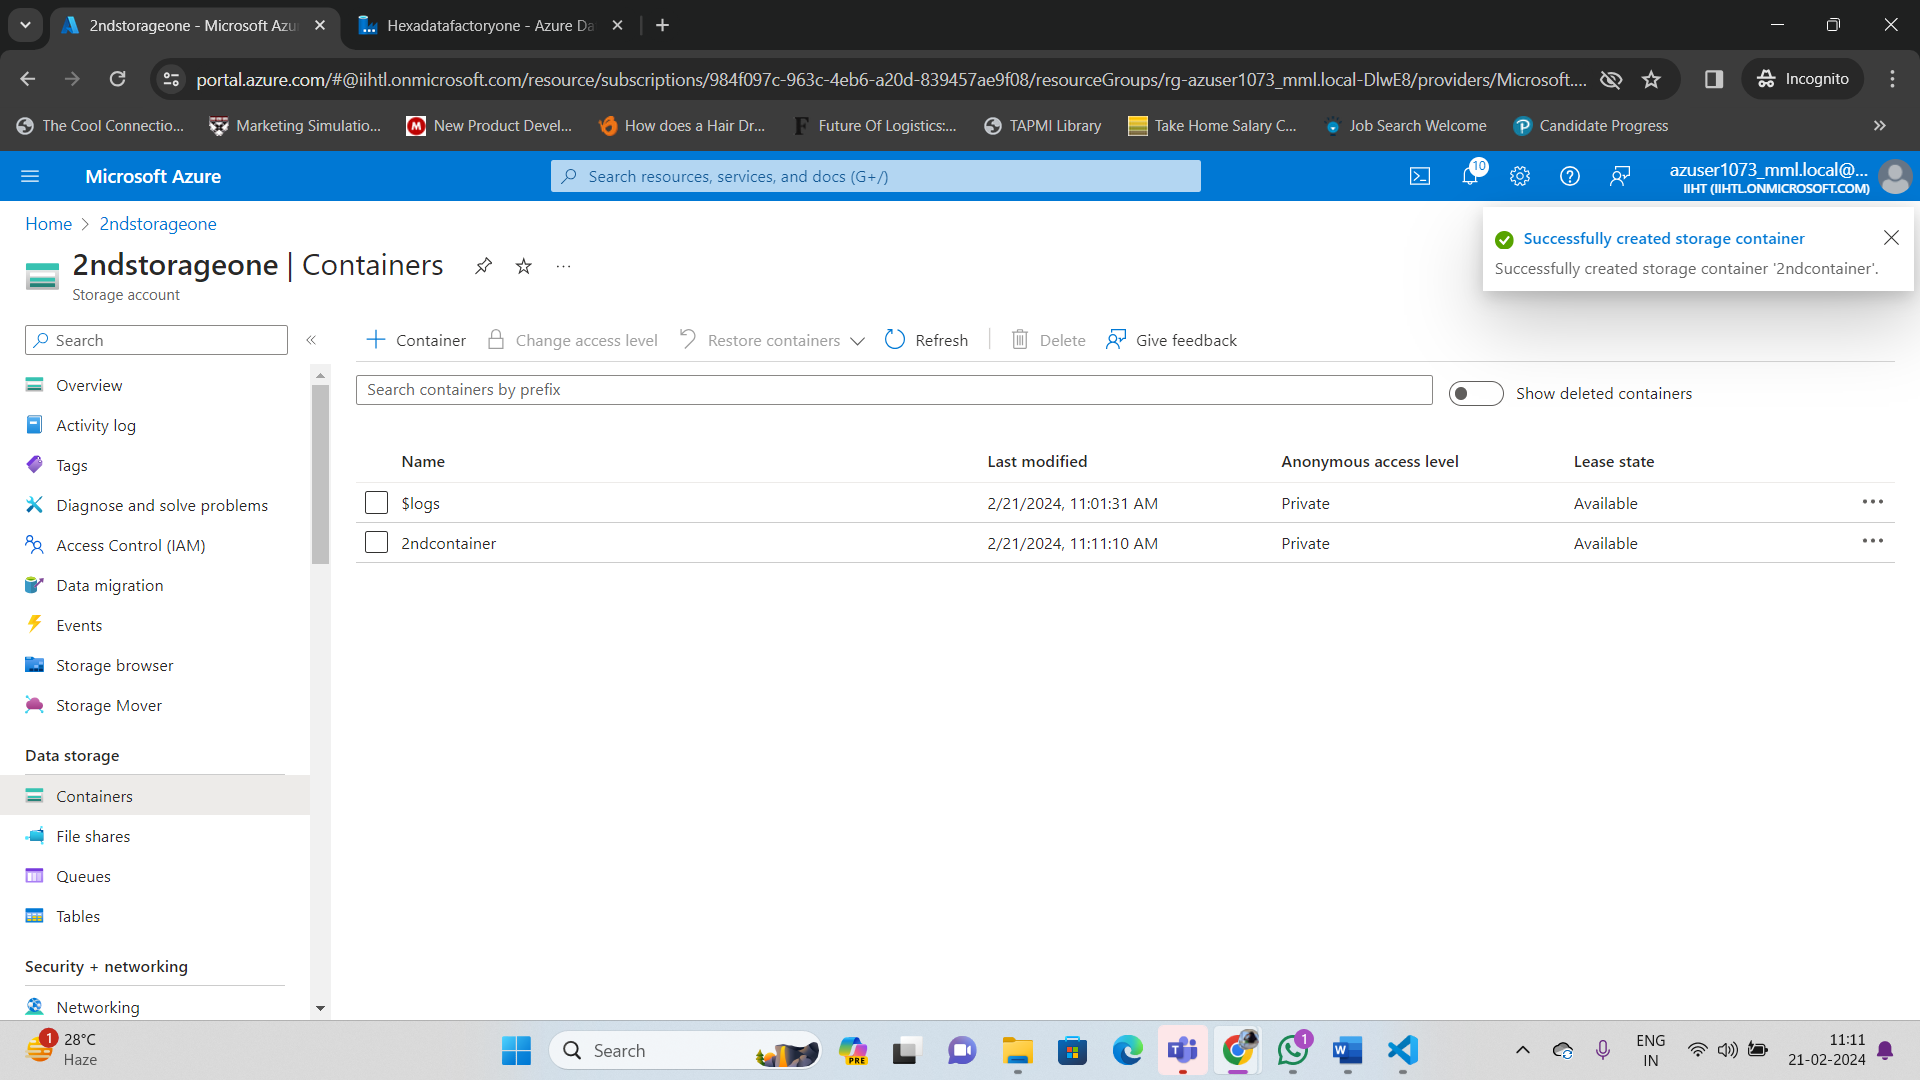 2ndstorageone - Microsoft Azu
Hexadatafactoryone - Azure Da
portal.azure.com/#@iihtl.onmicrosoft.com/resource/subscriptions/984f097c-963c-4eb6-a20d-839457ae9f08/resourceGroups/rg-azuser1073_mml.local-DlwE8/providers/Microsoft....
Incognito
The Cool Connectio...
Marketing Simulatio...
New Product Devel...
How does a Hair Dr...
Future Of Logistics:...
TAPMI Library
Take Home Salary C...
Job Search Welcome
Candidate Progress
Microsoft Azure
Search resources, services, and docs (G+/)
10
azuser1073_mml.local@...
IIHT (IIHTL.ONMICROSOFT.COM)
Home > 2ndstorageone
Successfully created storage container
Successfully created storage container '2ndcontainer'.
2ndstorageone | Containers
Storage account
Search
Container
Change access level
Restore containers
Refresh
Delete
Give feedback
Search containers by prefix
Show deleted containers
Overview
Activity log
Tags
Diagnose and solve problems
Access Control (IAM)
Data migration
Events
Storage browser
Storage Mover
Data storage
Containers
File shares
Queues
Tables
Security + networking
Networking
Name Last modified Anonymous access level Lease state
$logs 2/21/2024, 11:01:31 AM Private Available
2ndcontainer 2/21/2024, 11:11:10 AM Private Available
1
28°C
Haze
Search
PRE
1
ENG
IN
11:11
21-02-2024